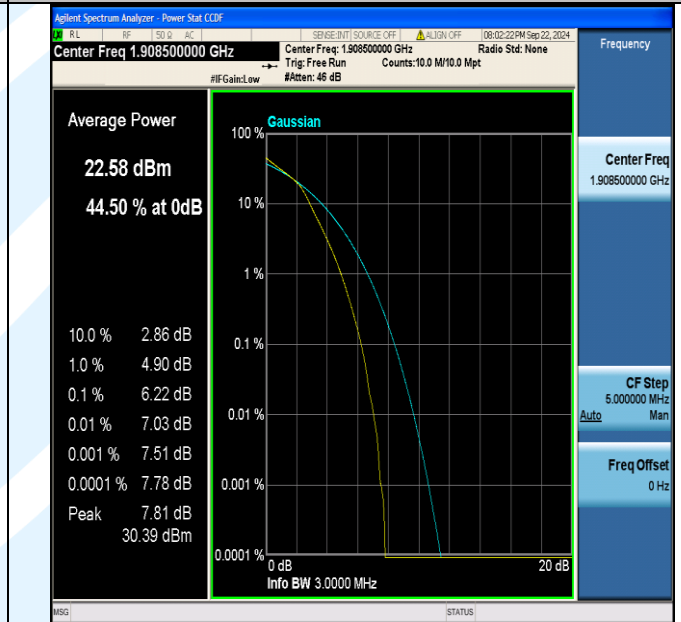 Agilent Spectrum Analyzer - Power Stat CCDF
LXI RL RF 50 Ω AC SENSE:INT SOURCE OFF ALIGN OFF 08:02:22 PM Sep 22, 2024
Center Freq 1.908500000 GHz
Center Freq: 1.908500000 GHz Radio Std: None
Trig: Free Run Counts:10.0 M/10.0 Mpt
#IFGain:Low #Atten: 46 dB
Frequency
Average Power
22.58 dBm
44.50 % at 0dB
10.0 % 2.86 dB
1.0 % 4.90 dB
0.1 % 6.22 dB
0.01 % 7.03 dB
0.001 % 7.51 dB
0.0001 % 7.78 dB
Peak 7.81 dB
30.39 dBm
Gaussian
100 %
10 %
1 %
0.1 %
0.01 %
0.001 %
0.0001 %
0 dB 20 dB
Info BW 3.0000 MHz
Center Freq
1.908500000 GHz
CF Step
5.000000 MHz
Auto Man
Freq Offset
0 Hz
MSG STATUS